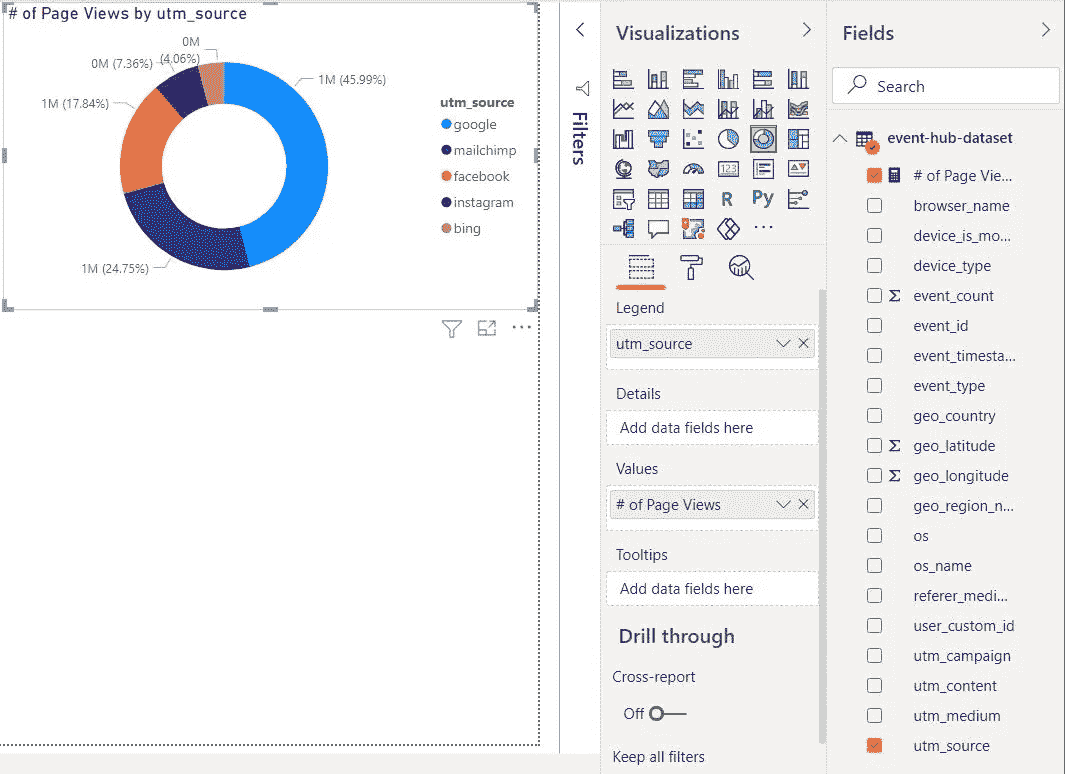 # of Page Views by utm_source
0M
(4.06%)
0M (7.36%)
1M (45.99%)
1M (17.84%)
1M (24.75%)
utm_source
google
mailchimp
facebook
instagram
bing
Filters
Visualizations
123
R
Py
...
Legend
utm_source
Details
Add data fields here
Values
# of Page Views
Tooltips
Add data fields here
Drill through
Cross-report
Off
Keep all filters
Fields
Search
event-hub-dataset
# of Page Vie...
browser_name
device_is_mo...
device_type
Σ event_count
event_id
event_timesta...
event_type
geo_country
Σ geo_latitude
Σ geo_longitude
geo_region_n...
os
os_name
referer_medi...
user_custom_id
utm_campaign
utm_content
utm_medium
utm_source